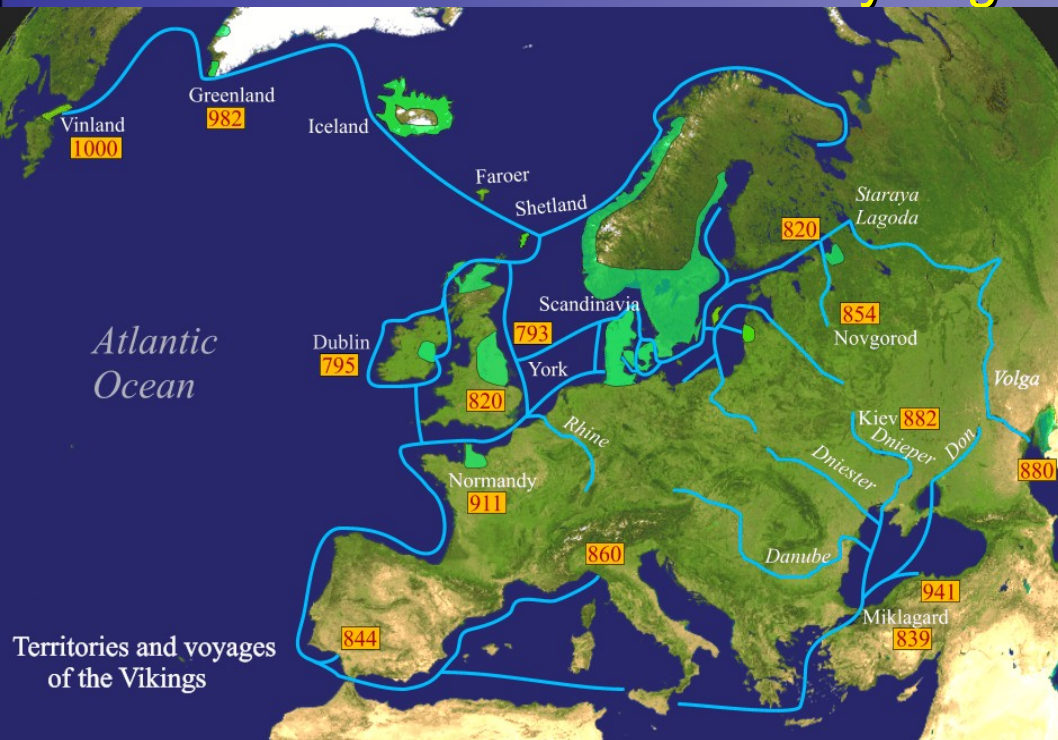 Vinland
1000
Greenland
982
Iceland
Faroer
Shetland
Staraya
Lagoda
820
Scandinavia
854
Novgorod
Atlantic
Ocean
Dublin
795
793
York
820
Volga
Kiev 882
Dnieper
Don
Dniester
Rhine
880
Normandy
911
860
Danube
941
Miklagard
839
844
Territories and voyages
of the Vikings